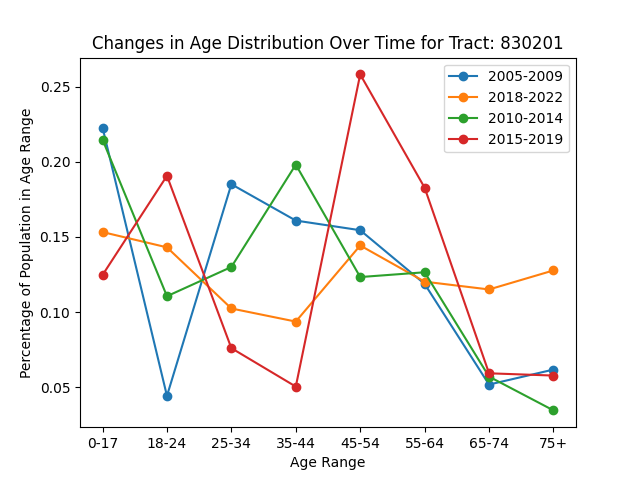 Changes in Age Distribution Over Time for Tract: 830201
Percentage of Population in Age Range
0.25
0.20
0.15
0.10
0.05
2005-2009
2018-2022
2010-2014
2015-2019
0-17 18-24 25-34 35-44 45-54 55-64 65-74 75+
Age Range